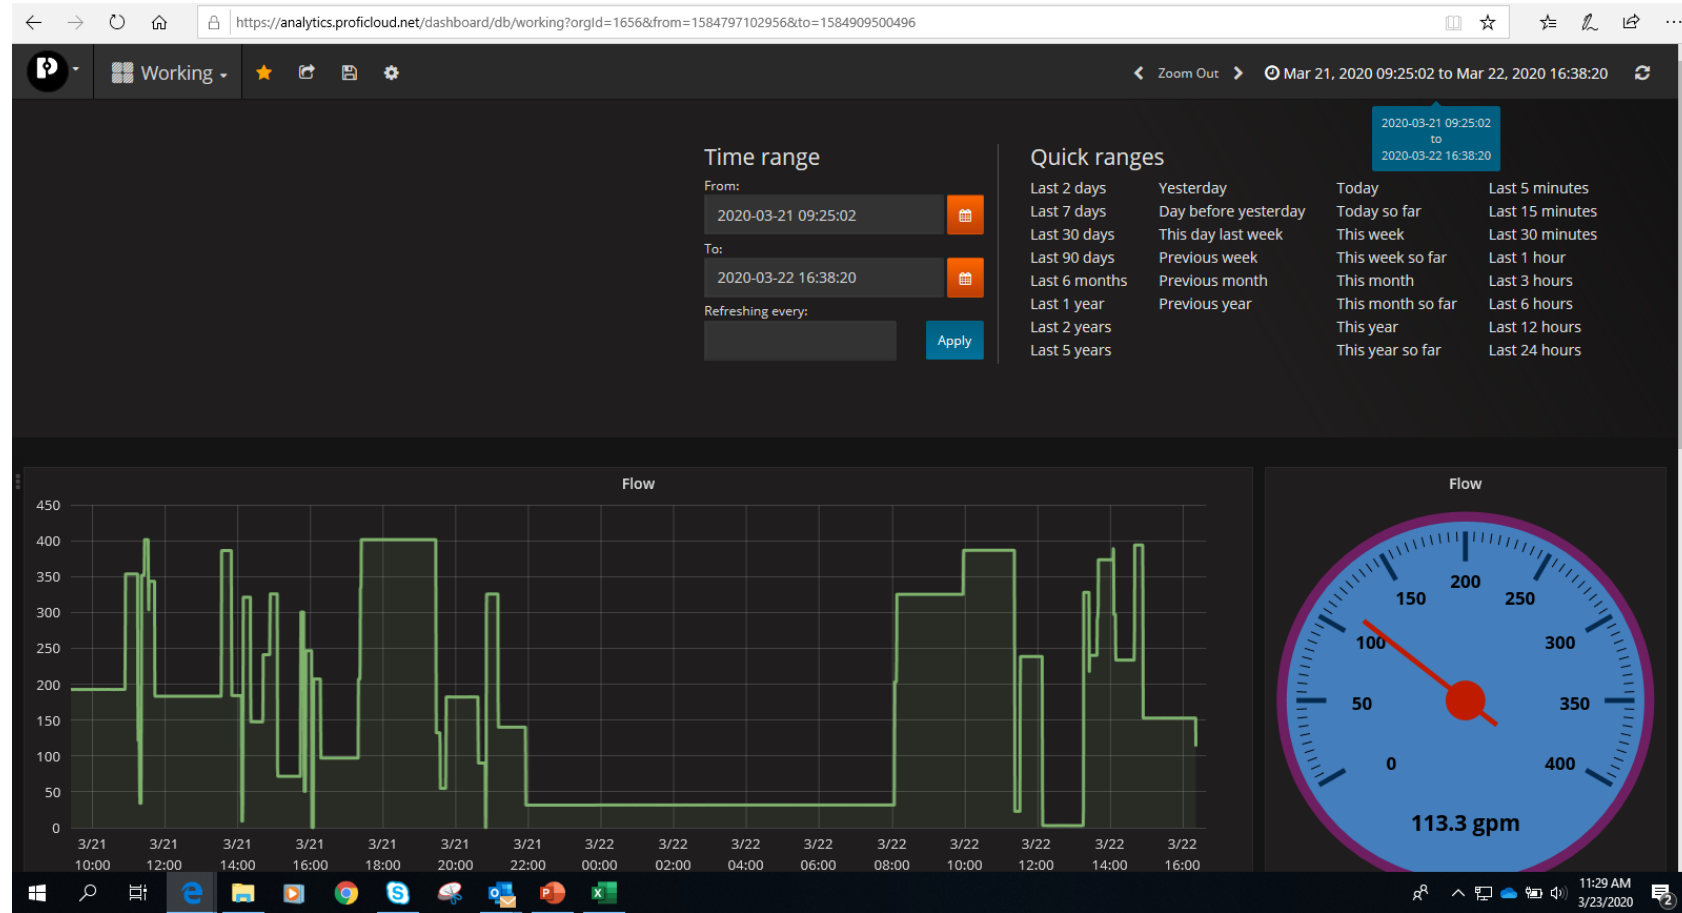 https://analytics.proficloud.net/dashboard/db/working?orgId=1656&from=1584797102956&to=1584909500496
Working
Zoom Out
Mar 21, 2020 09:25:02 to Mar 22, 2020 16:38:20
2020-03-21 09:25:02
to
2020-03-22 16:38:20
Time range
From:
2020-03-21 09:25:02
To:
2020-03-22 16:38:20
Refreshing every:
Apply
Quick ranges
Last 2 days Yesterday Today Last 5 minutes
Last 7 days Day before yesterday Today so far Last 15 minutes
Last 30 days This day last week This week Last 30 minutes
Last 90 days Previous week This week so far Last 1 hour
Last 6 months Previous month This month Last 3 hours
Last 1 year Previous year This month so far Last 6 hours
Last 2 years This year Last 12 hours
Last 5 years This year so far Last 24 hours
Flow
450
400
350
300
250
200
150
100
50
0
3/21 3/21 3/21 3/21 3/21 3/21 3/21 3/22 3/22 3/22 3/22 3/22 3/22 3/22 3/22 3/22
10:00 12:00 14:00 16:00 18:00 20:00 22:00 00:00 02:00 04:00 06:00 08:00 10:00 12:00 14:00 16:00
Flow
0
50
100
150
200
250
300
350
400
113.3 gpm
11:29 AM
3/23/2020
2